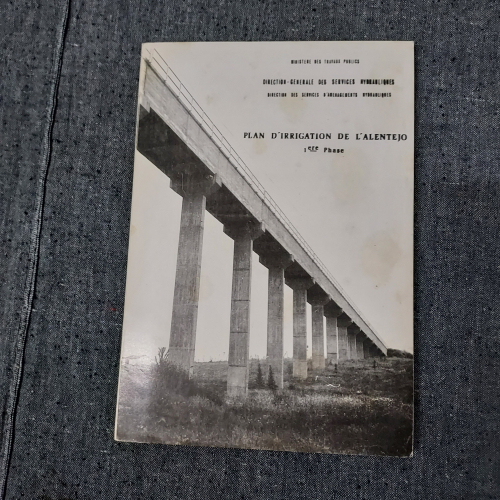 MINISTERE DES TRAVAUX PUBLICS
DIRECTION-GÉNÉRALE DES SERVICES HYDRAULIQUES
DIRECTION DES SERVICES D'AMENAGEMENTS HYDRAULIQUES
PLAN D'IRRIGATION DE L'ALENTEJO
1ère Phase